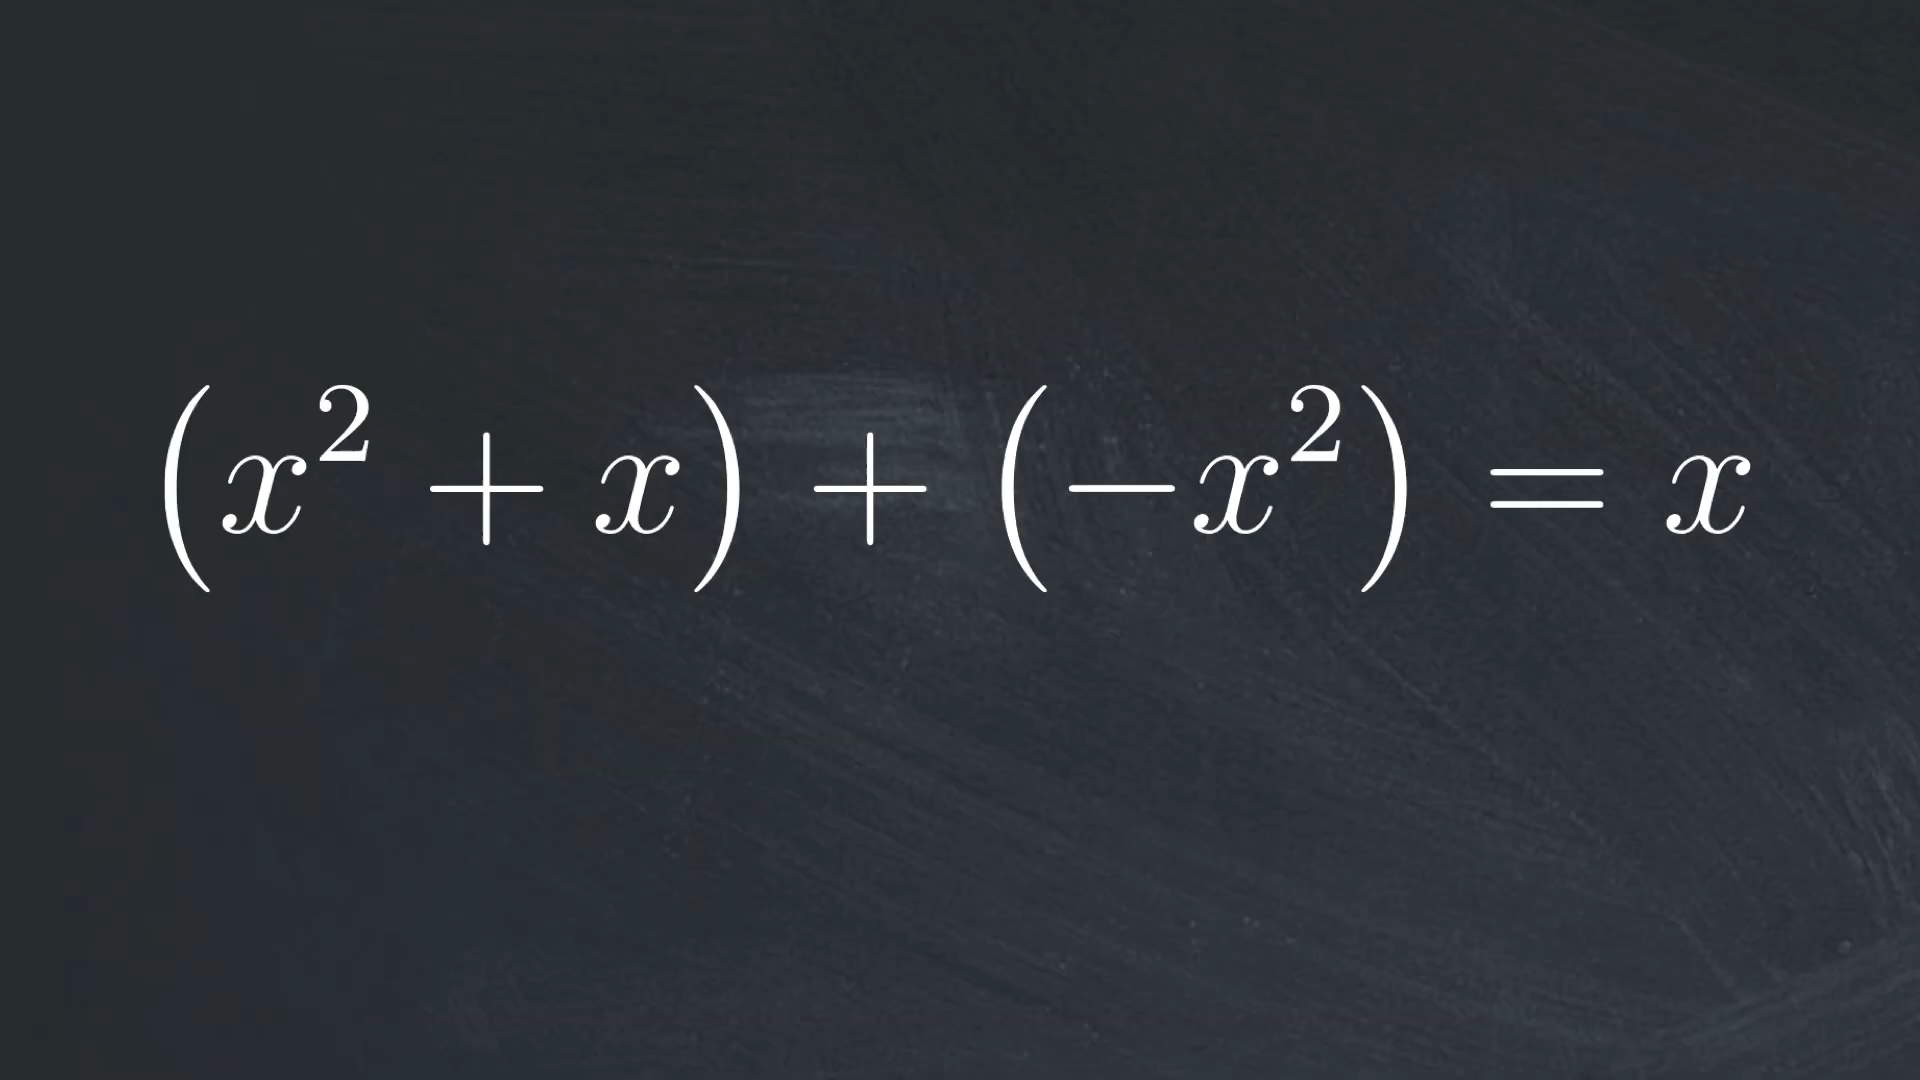 (x² + x) + (−x²) = x